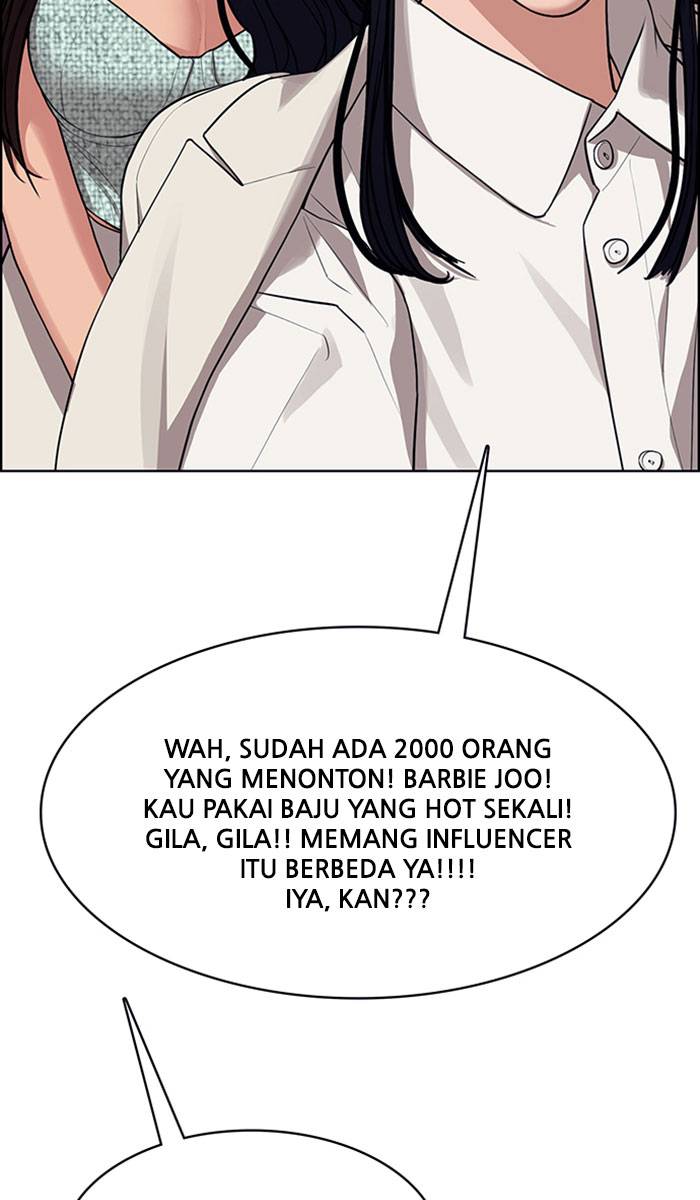 WAH, SUDAH ADA 2000 ORANG
YANG MENONTON! BARBIE JOO!
KAU PAKAI BAJU YANG HOT SEKALI!
GILA, GILA!! MEMANG INFLUENCER
ITU BERBEDA YA!!!!
IYA, KAN???